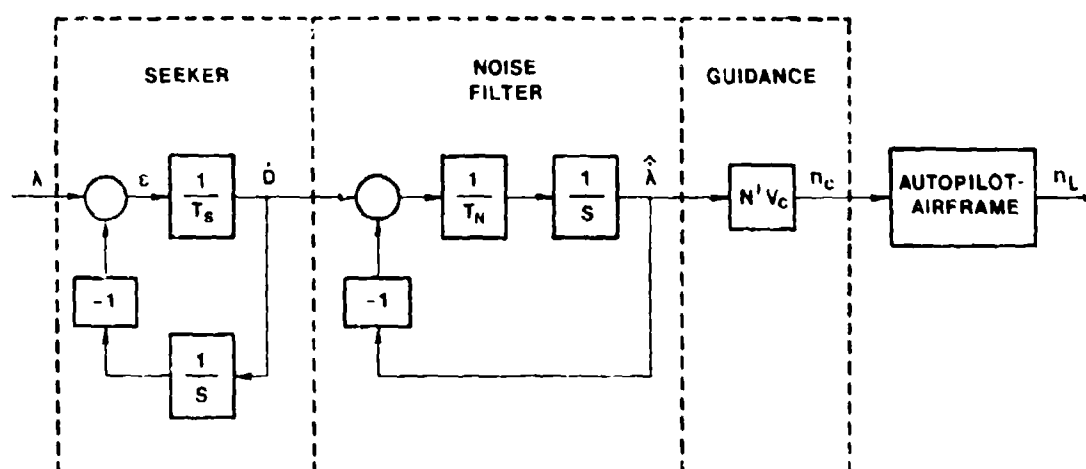 SEEKER
NOISE
FILTER
GUIDANCE
λ
ε
1
T_S
Ḋ
1
T_N
1
S
λ̇̂
N' V_C
n_c
AUTOPILOT-
AIRFRAME
n_L
-1
-1
1
S